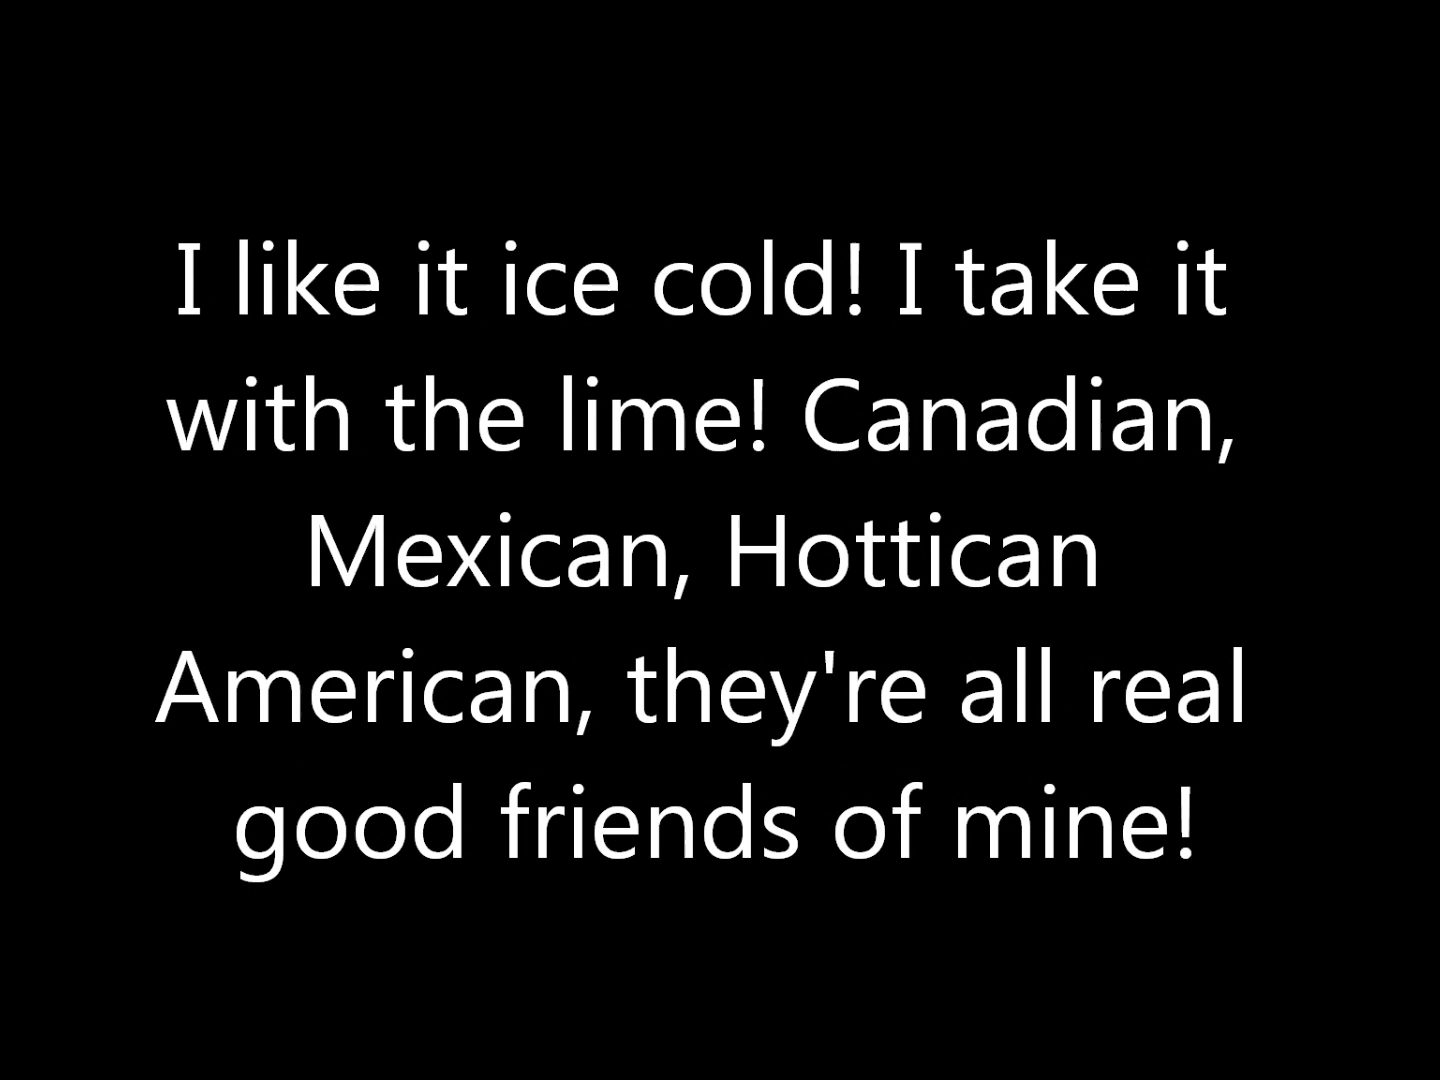 I like it ice cold! I take it
with the lime! Canadian,
Mexican, Hottican
American, they're all real
good friends of mine!